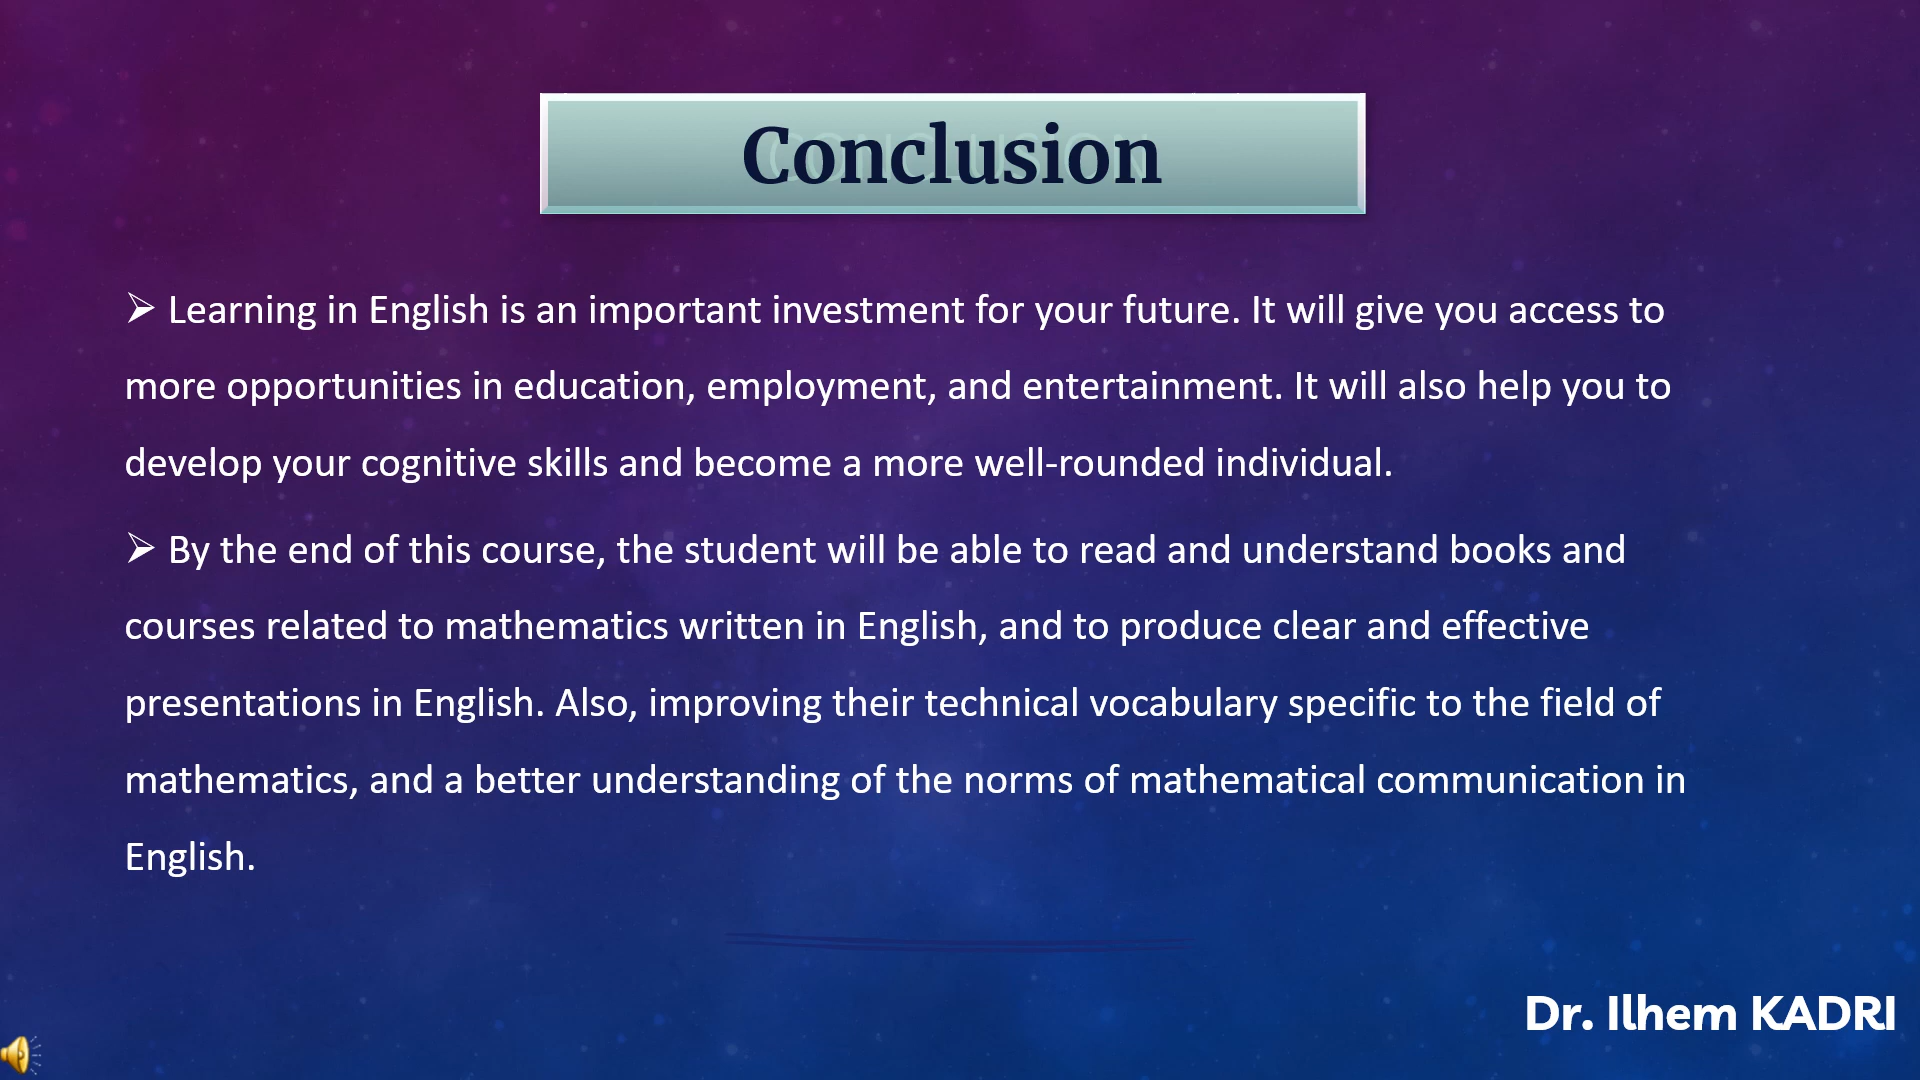 Conclusion
➢ Learning in English is an important investment for your future. It will give you access to
more opportunities in education, employment, and entertainment. It will also help you to
develop your cognitive skills and become a more well-rounded individual.
➢ By the end of this course, the student will be able to read and understand books and
courses related to mathematics written in English, and to produce clear and effective
presentations in English. Also, improving their technical vocabulary specific to the field of
mathematics, and a better understanding of the norms of mathematical communication in
English.
Dr. Ilhem KADRI